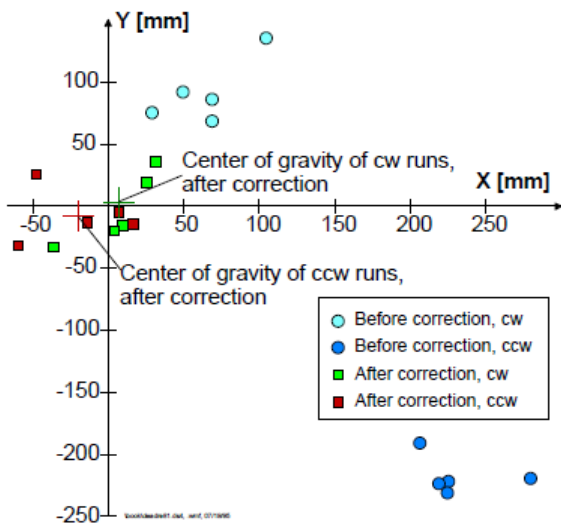 Y [mm]
100
50
Center of gravity of cw runs,
after correction
X [mm]
-50
50
100
150
200
250
-50
Center of gravity of ccw runs,
after correction
-100
Before correction, cw
Before correction, ccw
-150
After correction, cw
After correction, ccw
-200
-250